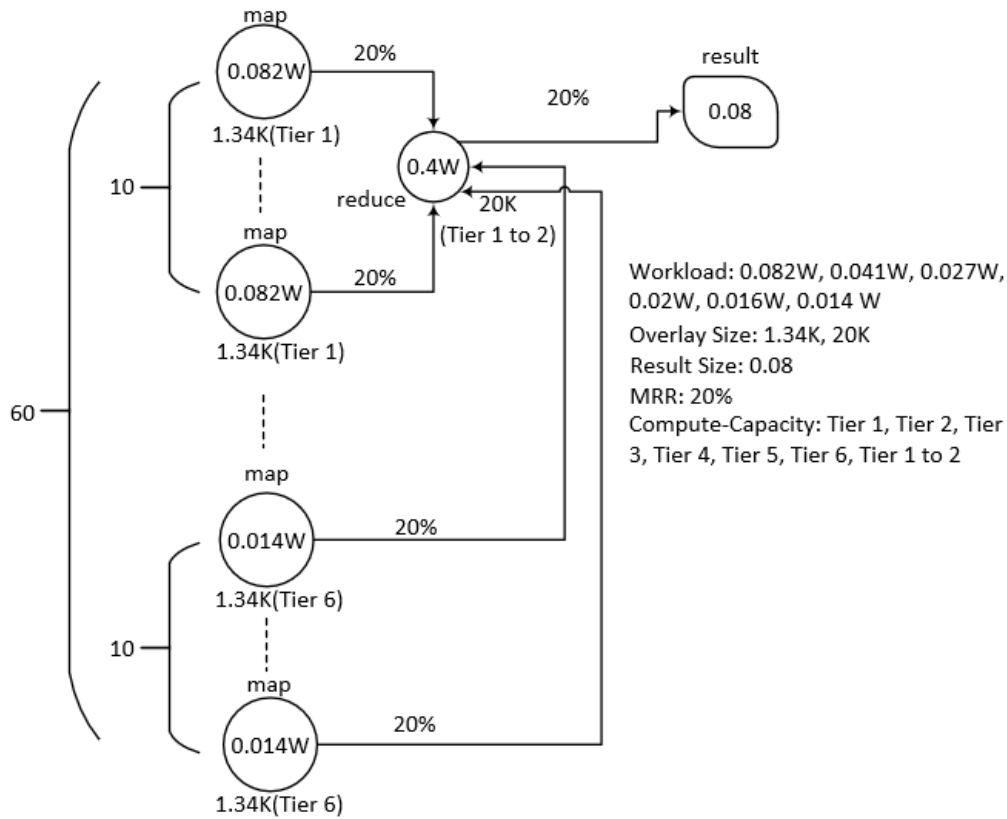 map
20%
0.082W
result
20%
0.08
1.34K(Tier 1)
10
0.4W
reduce
20K
(Tier 1 to 2)
map
20%
0.082W
1.34K(Tier 1)
Workload: 0.082W, 0.041W, 0.027W,
0.02W, 0.016W, 0.014 W
Overlay Size: 1.34K, 20K
Result Size: 0.08
MRR: 20%
Compute-Capacity: Tier 1, Tier 2, Tier
3, Tier 4, Tier 5, Tier 6, Tier 1 to 2
60
map
20%
0.014W
1.34K(Tier 6)
10
map
20%
0.014W
1.34K(Tier 6)